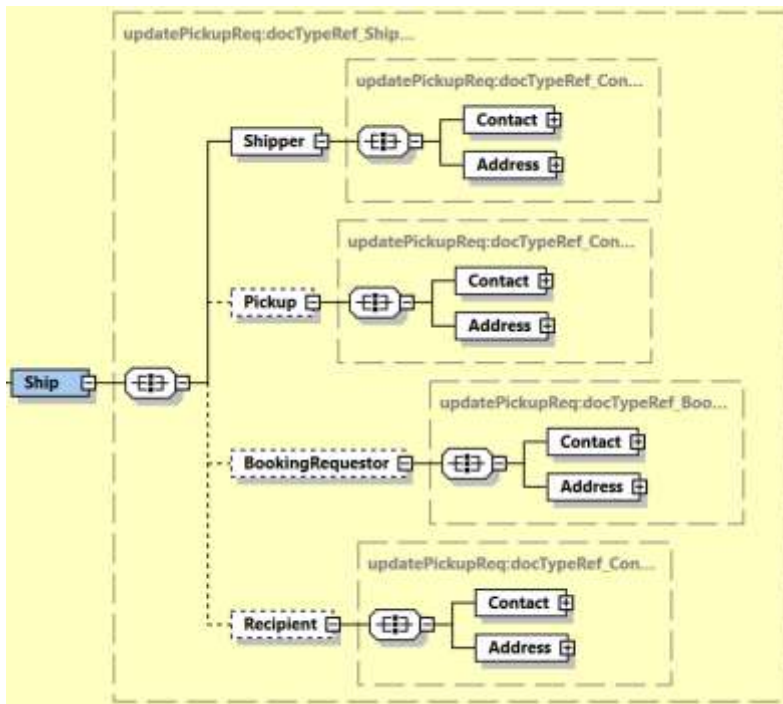 updatePickupReq:docTypeRef_Ship...
updatePickupReq:docTypeRef_Con...
Contact
Shipper
Address
updatePickupReq:docTypeRef_Con...
Contact
Pickup
Address
Ship
updatePickupReq:docTypeRef_Boo...
Contact
BookingRequestor
Address
updatePickupReq:docTypeRef_Con...
Contact
Recipient
Address